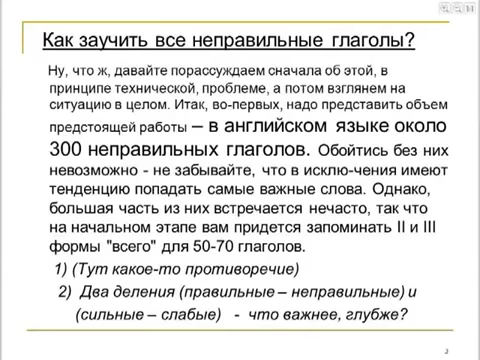 Как заучить все неправильные глаголы?
Ну, что ж, давайте порассуждаем сначала об этой, в
принципе технической, проблеме, а потом взглянем на
ситуацию в целом. Итак, во-первых, надо представить объем
предстоящей работы – в английском языке около
300 неправильных глаголов. Обойтись без них
невозможно - не забывайте, что в исклю-чения имеют
тенденцию попадать самые важные слова. Однако,
большая часть из них встречается нечасто, так что
на начальном этапе вам придется запоминать II и III
формы "всего" для 50-70 глаголов.
1) (Тут какое-то противоречие)
2) Два деления (правильные – неправильные) и
(сильные – слабые) - что важнее, глубже?